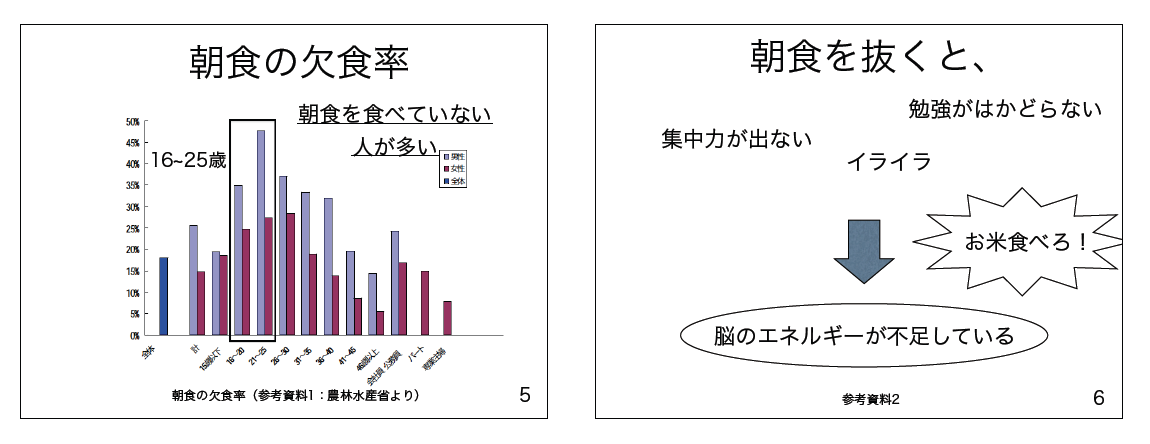 朝食の欠食率
朝食を食べていない
人が多い
16~25歳
50%
45%
40%
35%
30%
25%
20%
15%
10%
5%
0%
男性
女性
全体
全体
計
15歳以下
16～20
21～25
26～30
31～35
36～40
41～45
46歳以上
会社員 公務員
パート
専業主婦
朝食の欠食率（参考資料1：農林水産省より）
5
朝食を抜くと、
勉強がはかどらない
集中力が出ない
イライラ
お米食べろ！
脳のエネルギーが不足している
参考資料2
6